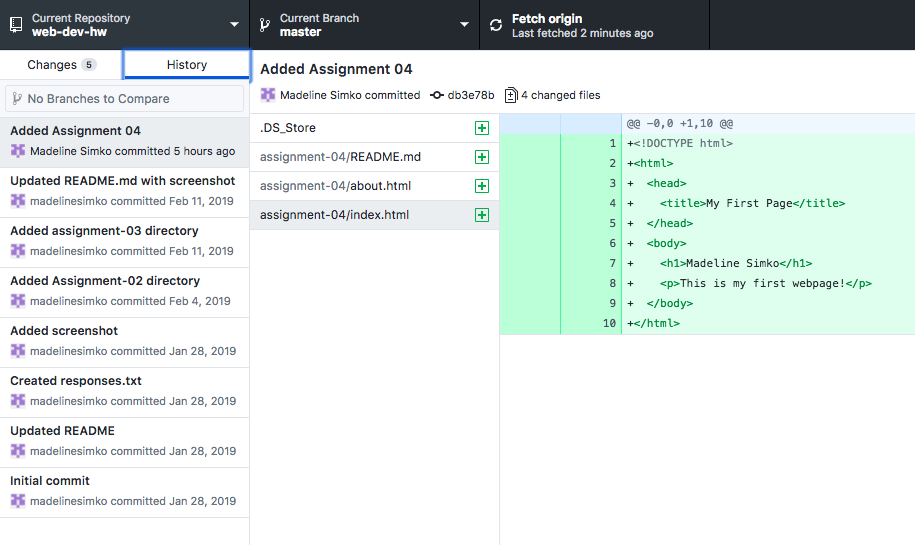 Current Repository
web-dev-hw
Current Branch
master
Fetch origin
Last fetched 2 minutes ago
Changes 5
History
No Branches to Compare
Added Assignment 04
Madeline Simko committed 5 hours ago
Updated README.md with screenshot
madelinesimko committed Feb 11, 2019
Added assignment-03 directory
madelinesimko committed Feb 11, 2019
Added Assignment-02 directory
madelinesimko committed Feb 4, 2019
Added screenshot
madelinesimko committed Jan 28, 2019
Created responses.txt
madelinesimko committed Jan 28, 2019
Updated README
madelinesimko committed Jan 28, 2019
Initial commit
madelinesimko committed Jan 28, 2019
Added Assignment 04
Madeline Simko committed db3e78b 4 changed files
.DS_Store
assignment-04/README.md
assignment-04/about.html
assignment-04/index.html
@@ -0,0 +1,10 @@
1 +<!DOCTYPE html>
2 +<html>
3 +  <head>
4 +    <title>My First Page</title>
5 +  </head>
6 +  <body>
7 +    <h1>Madeline Simko</h1>
8 +    <p>This is my first webpage!</p>
9 +  </body>
10 +</html>